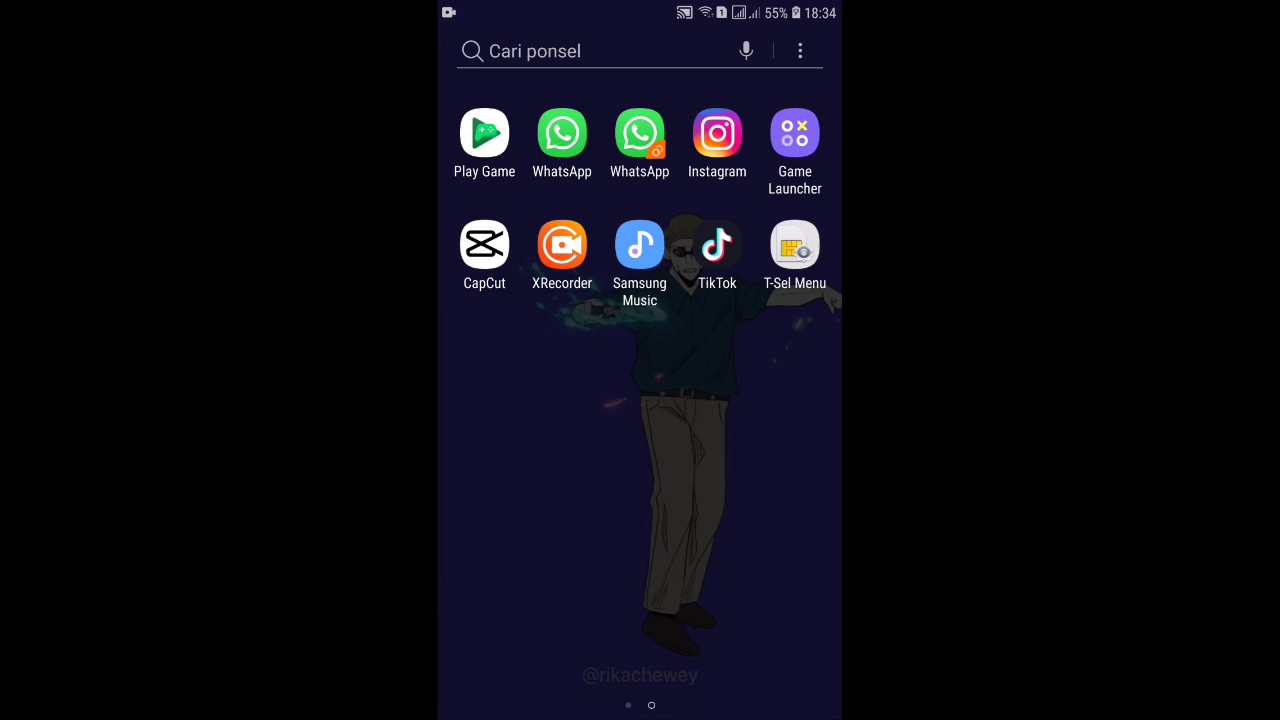 55% 18:34
Cari ponsel
Play Game
WhatsApp
WhatsApp
Instagram
Game
Launcher
CapCut
XRecorder
Samsung
Music
TikTok
T-Sel Menu
@rikachewey